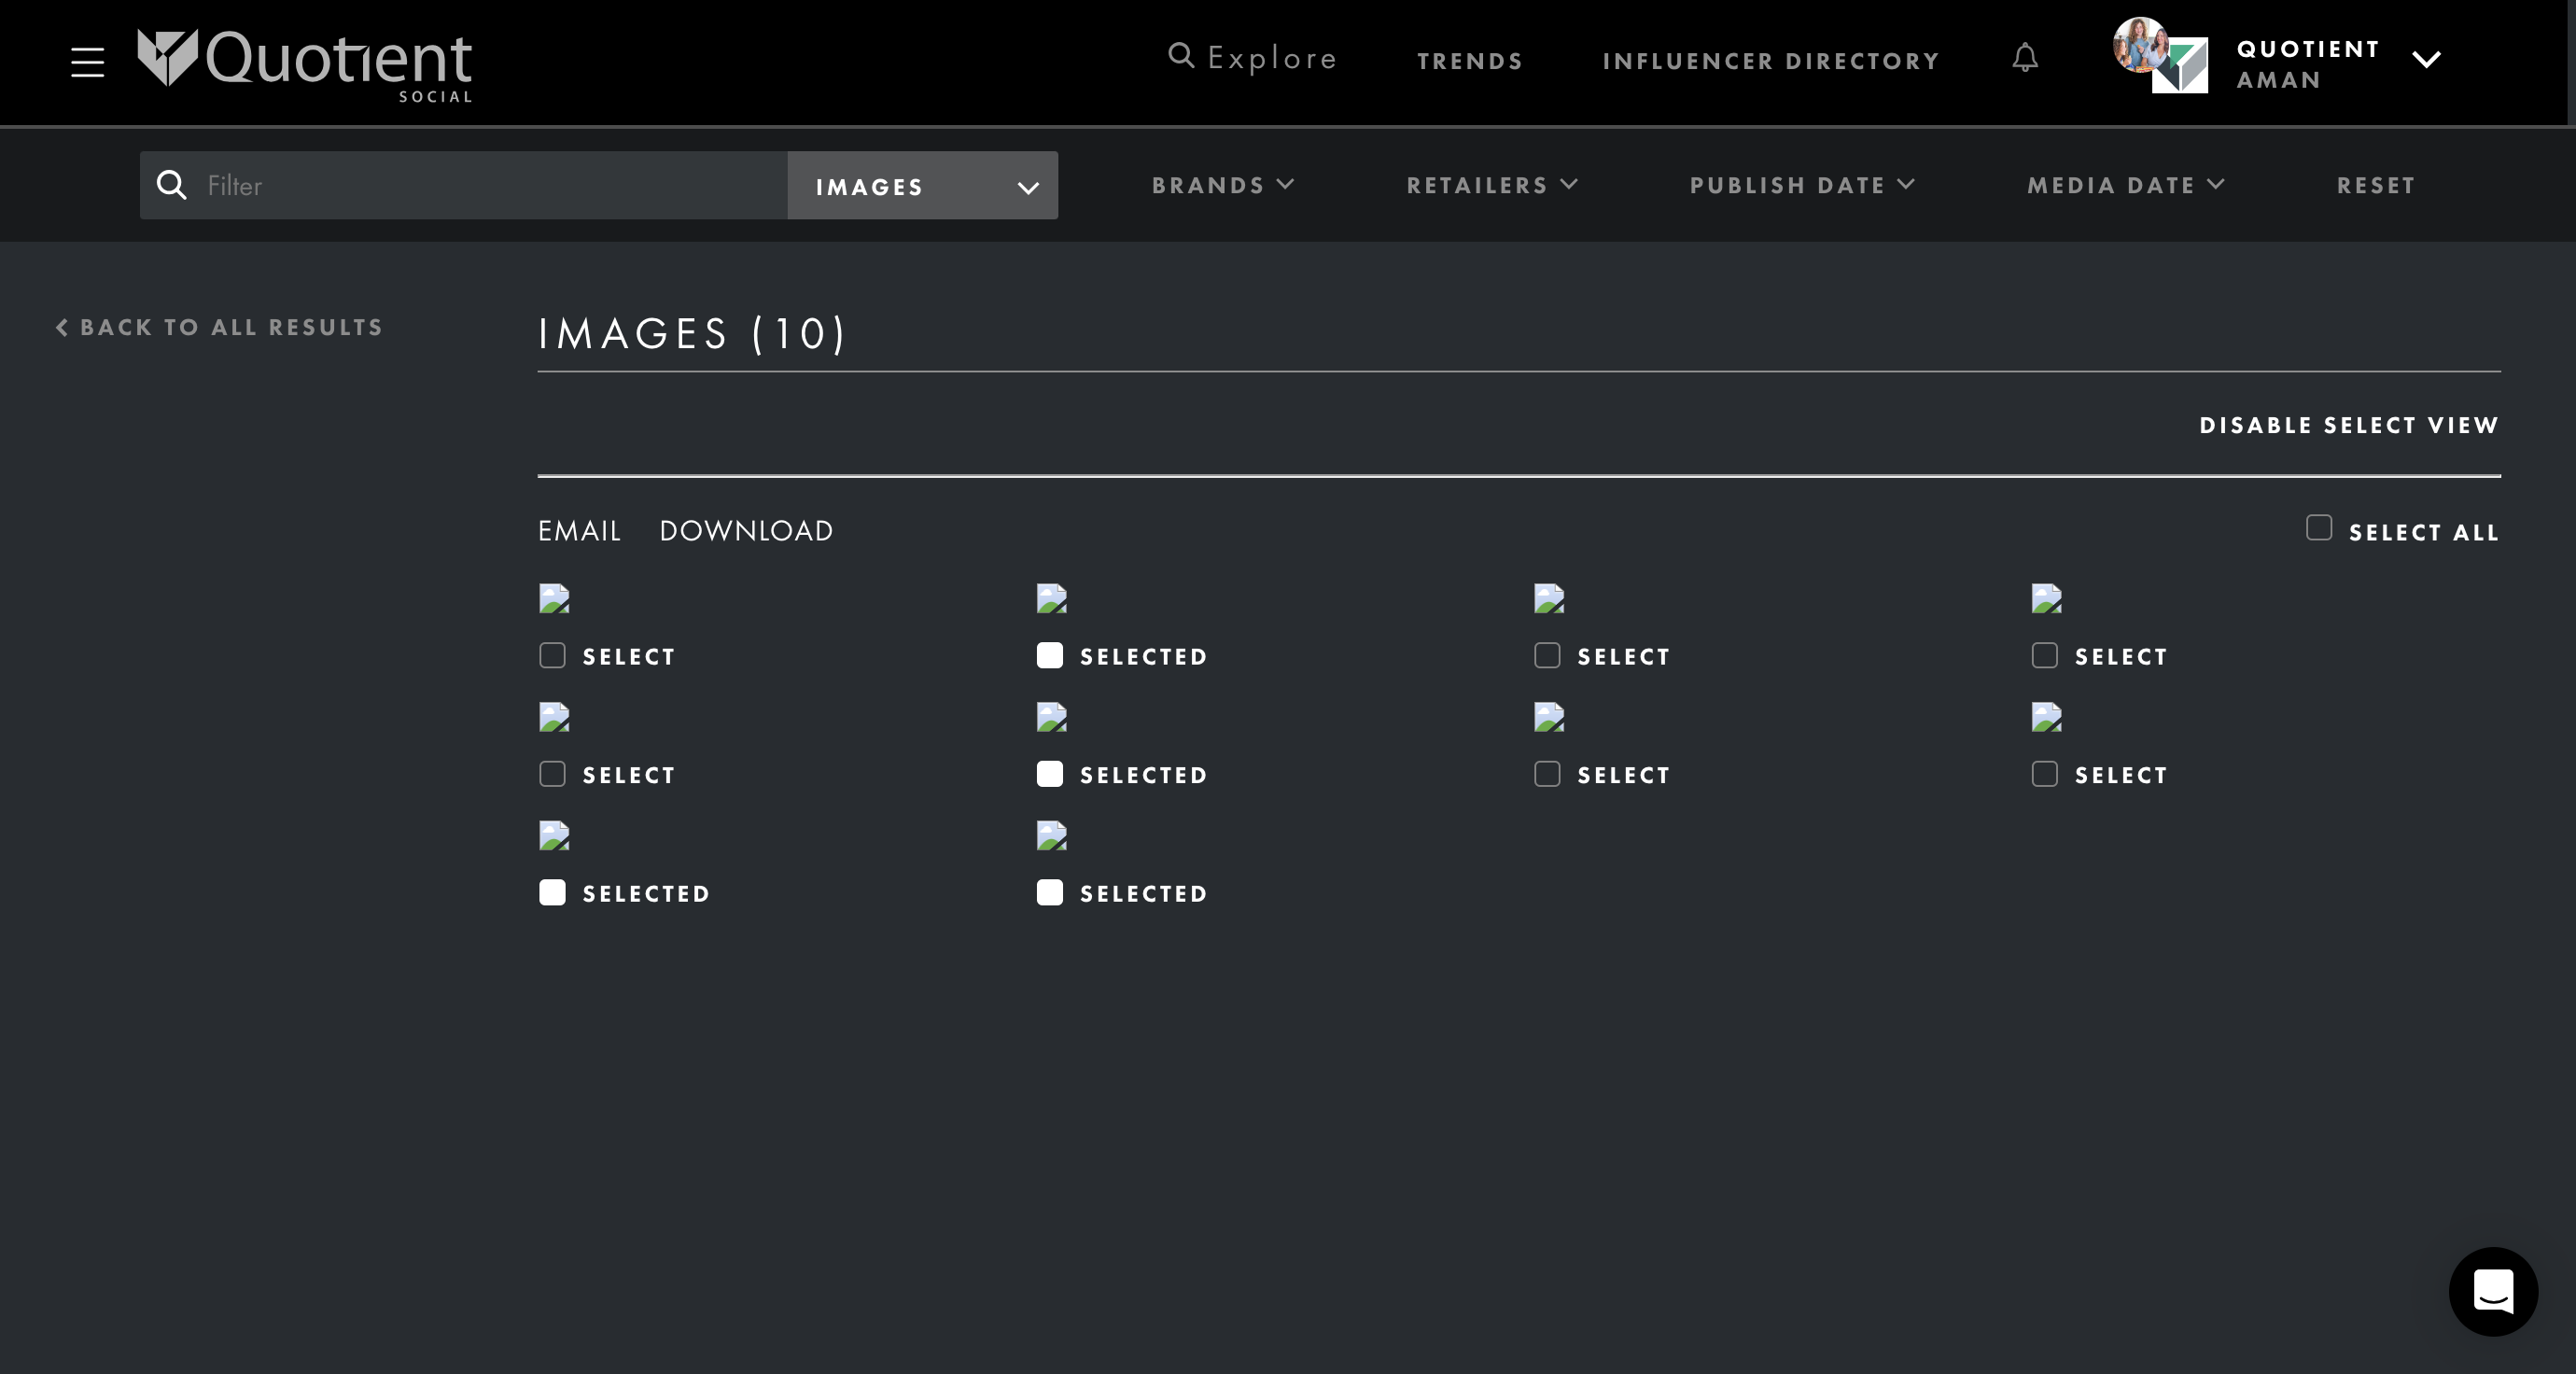 Quotient
SOCIAL
Explore
TRENDS
INFLUENCER DIRECTORY
QUOTIENT
AMAN
Filter
IMAGES
BRANDS
RETAILERS
PUBLISH DATE
MEDIA DATE
RESET
BACK TO ALL RESULTS
IMAGES (10)
DISABLE SELECT VIEW
EMAIL
DOWNLOAD
SELECT ALL
SELECT
SELECTED
SELECT
SELECT
SELECT
SELECTED
SELECT
SELECT
SELECTED
SELECTED